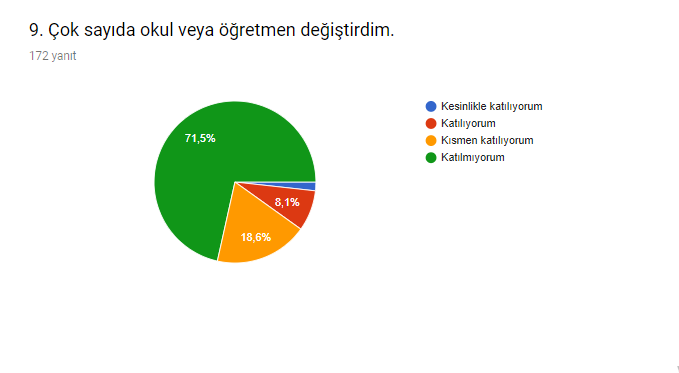 9. Çok sayıda okul veya öğretmen değiştirdim.
172 yanıt
Kesinlikle katılıyorum
Katılıyorum
Kısmen katılıyorum
Katılmıyorum
71,5%
8,1%
18,6%